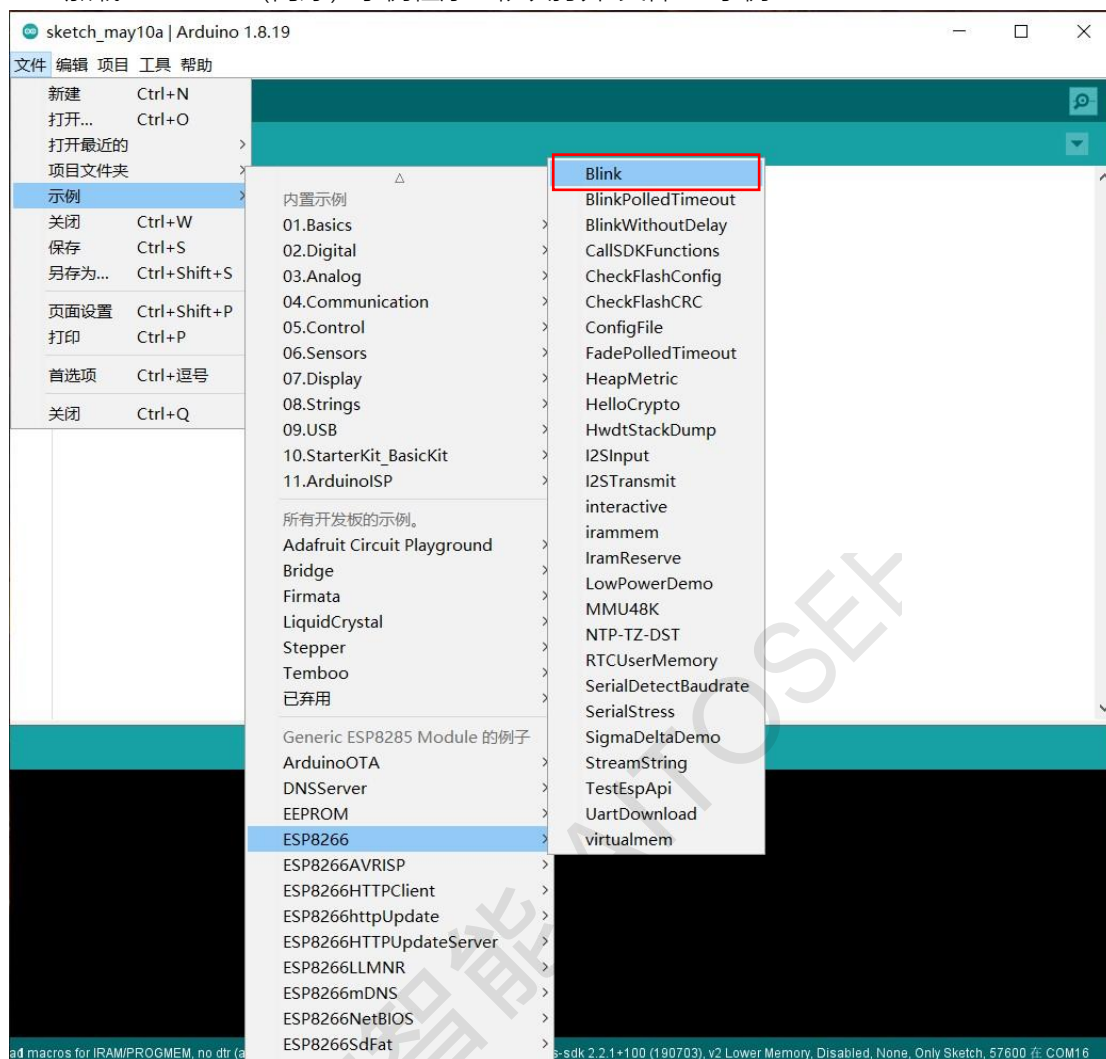 sketch_may10a | Arduino 1.8.19
文件 编辑 项目 工具 帮助
新建 Ctrl+N
打开... Ctrl+O
打开最近的
项目文件夹
示例
关闭 Ctrl+W
保存 Ctrl+S
另存为... Ctrl+Shift+S
页面设置 Ctrl+Shift+P
打印 Ctrl+P
首选项 Ctrl+逗号
关闭 Ctrl+Q
内置示例
01.Basics
02.Digital
03.Analog
04.Communication
05.Control
06.Sensors
07.Display
08.Strings
09.USB
10.StarterKit_BasicKit
11.ArduinoISP
所有开发板的示例。
Adafruit Circuit Playground
Bridge
Firmata
LiquidCrystal
Stepper
Temboo
已弃用
Generic ESP8285 Module 的例子
ArduinoOTA
DNSServer
EEPROM
ESP8266
ESP8266AVRISP
ESP8266HTTPClient
ESP8266httpUpdate
ESP8266HTTPUpdateServer
ESP8266LLMNR
ESP8266mDNS
ESP8266NetBIOS
ESP8266SdFat
Blink
BlinkPolledTimeout
BlinkWithoutDelay
CallSDKFunctions
CheckFlashConfig
CheckFlashCRC
ConfigFile
FadePolledTimeout
HeapMetric
HelloCrypto
HwdtStackDump
I2SInput
I2STransmit
interactive
irammem
IramReserve
LowPowerDemo
MMU48K
NTP-TZ-DST
RTCUserMemory
SerialDetectBaudrate
SerialStress
SigmaDeltaDemo
StreamString
TestEspApi
UartDownload
virtualmem
ad macros for IRAM/PROGMEM, no dtr (a
s-sdk 2.2.1+100 (190703), v2 Lower Memory, Disabled, None, Only Sketch, 57600 在 COM16
智能 AITOSE